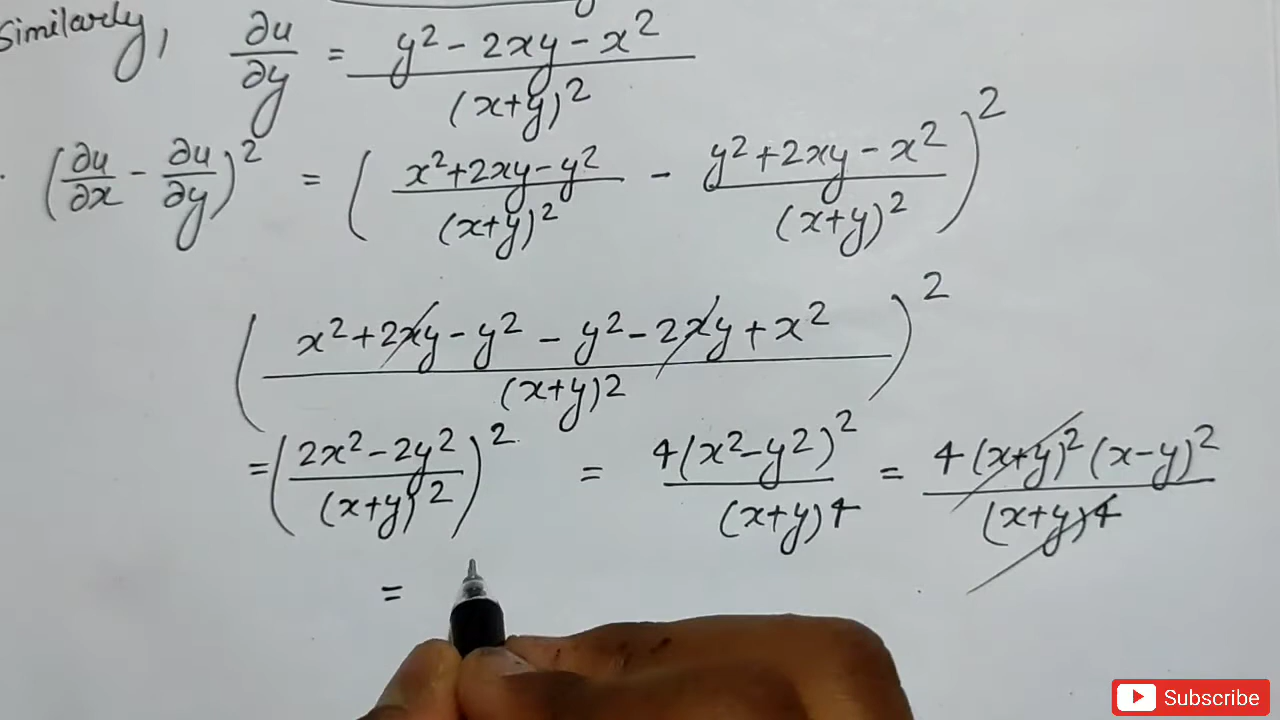 Similarly, ∂u/∂y = (y² - 2xy - x²)/(x+y)²
(∂u/∂x - ∂u/∂y)² = ((x²+2xy-y²)/(x+y)² - (y²+2xy-x²)/(x+y)²)²
((x²+2xy-y² - y²-2xy+x²)/(x+y)2)²
=((2x²-2y²)/(x+y)²)² = 4(x²-y²)²/(x+y)4 = 4(x+y)²(x-y)²/(x+y)4
=
Subscribe